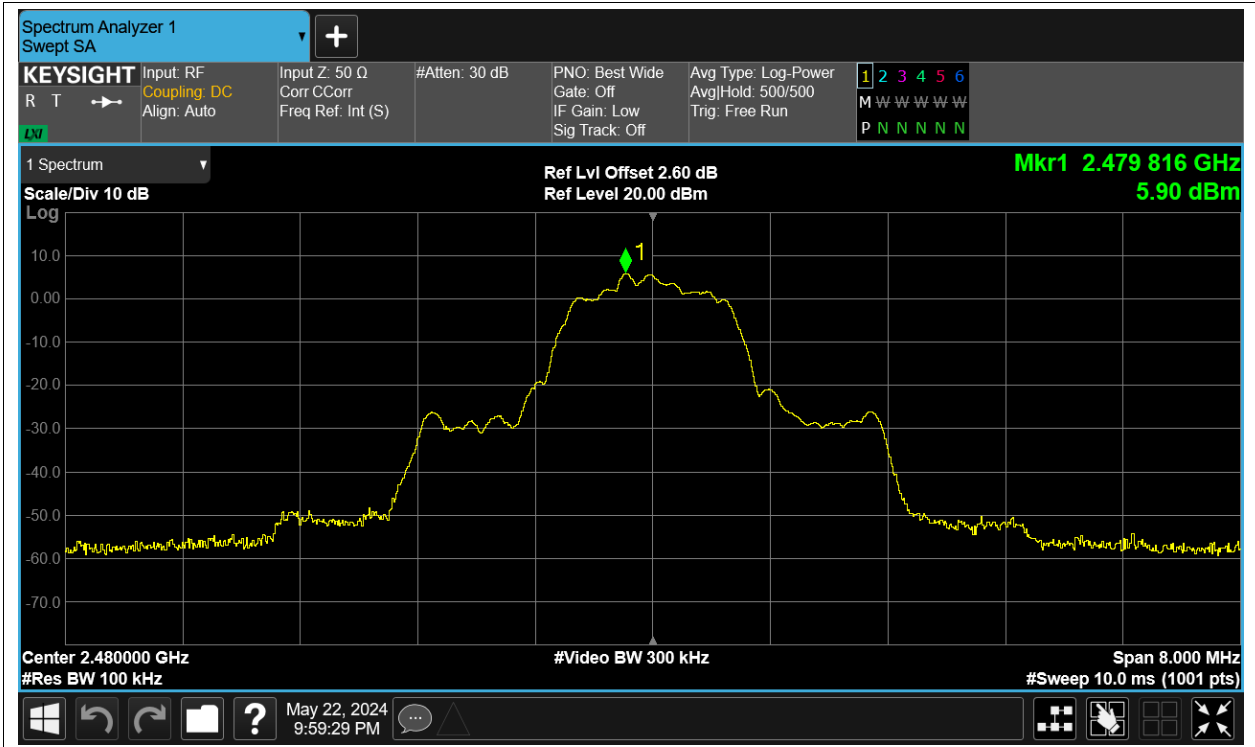 Spectrum Analyzer 1
Swept SA
+
KEYSIGHT Input: RF Input Z: 50 Ω #Atten: 30 dB PNO: Best Wide Avg Type: Log-Power 1 2 3 4 5 6
R T Coupling: DC Corr CCorr Gate: Off Avg|Hold: 500/500 M W W W W W W
Align: Auto Freq Ref: Int (S) IF Gain: Low Trig: Free Run
LXI Sig Track: Off P N N N N N N
1 Spectrum
Ref Lvl Offset 2.60 dB Mkr1 2.479 816 GHz
Scale/Div 10 dB Ref Level 20.00 dBm 5.90 dBm
Log
1
10.0
0.00
-10.0
-20.0
-30.0
-40.0
-50.0
-60.0
-70.0
Center 2.480000 GHz #Video BW 300 kHz Span 8.000 MHz
#Res BW 100 kHz #Sweep 10.0 ms (1001 pts)
? May 22, 2024
9:59:29 PM